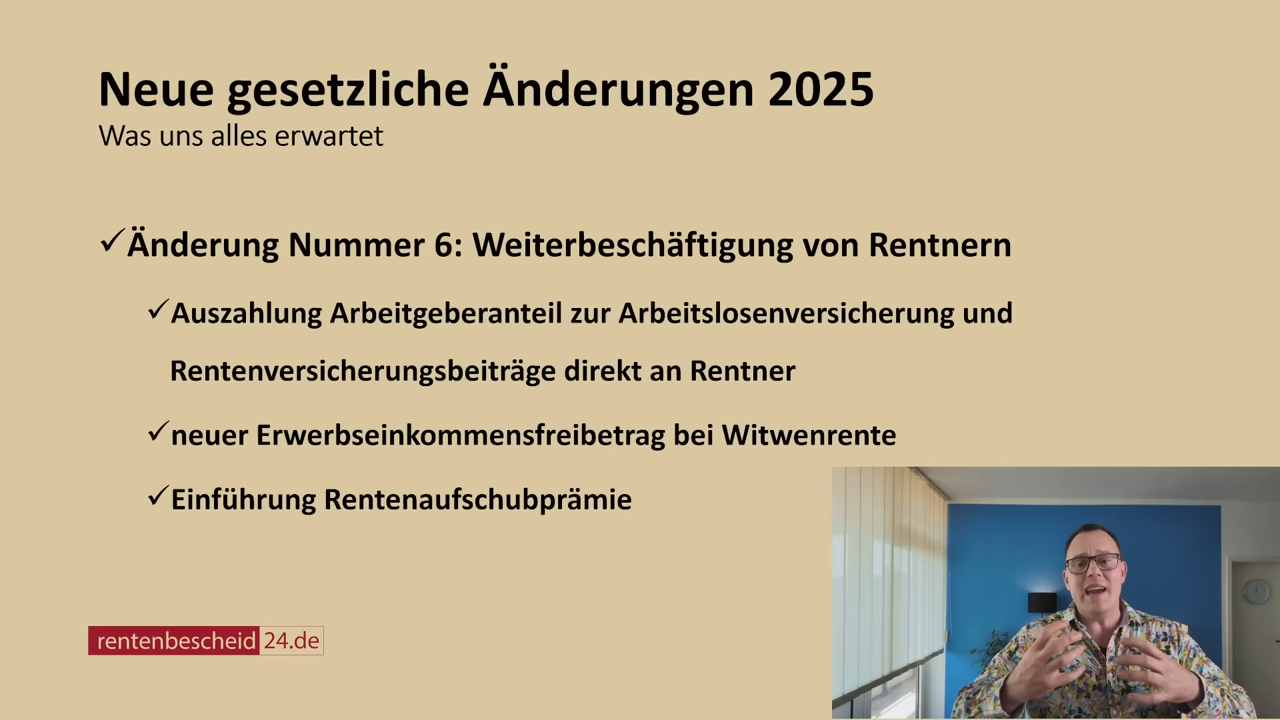 Neue gesetzliche Änderungen 2025
Was uns alles erwartet
✓Änderung Nummer 6: Weiterbeschäftigung von Rentnern
✓Auszahlung Arbeitgeberanteil zur Arbeitslosenversicherung und
Rentenversicherungsbeiträge direkt an Rentner
✓neuer Erwerbseinkommensfreibetrag bei Witwenrente
✓Einführung Rentenaufschubprämie
rentenbescheid 24.de